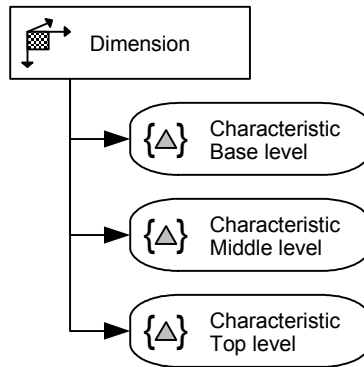 Dimension
Characteristic
Base level
Characteristic
Middle level
Characteristic
Top level